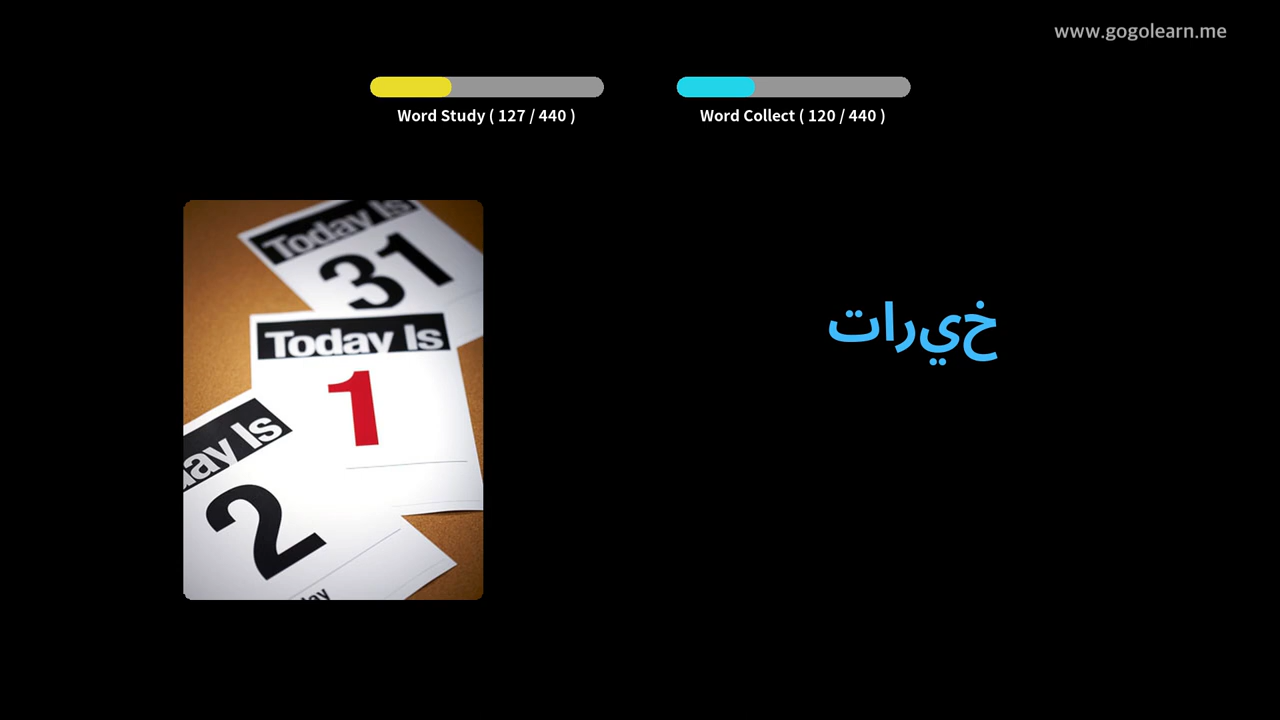 www.gogolearn.me
Word Study ( 127 / 440 )
Word Collect ( 120 / 440 )
Today Is
31
Today Is
1
ay Is
2
خيرات